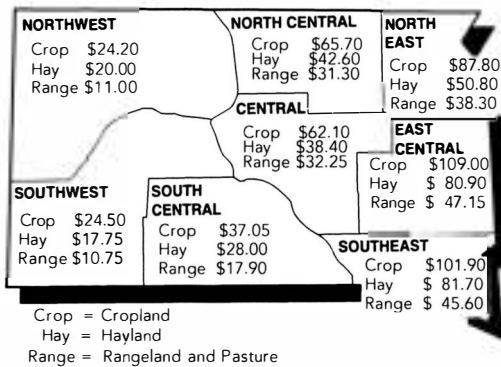 NORTHWEST
Crop $24.20
Hay $20.00
Range $11.00
NORTH CENTRAL
Crop $65.70
Hay $42.60
Range $31.30
NORTH
EAST
Crop $87.80
Hay $50.80
Range $38.30
CENTRAL
Crop $62.10
Hay $38.40
Range $32.25
EAST
CENTRAL
Crop $109.00
Hay $ 80.90
Range $ 47.15
SOUTHWEST
Crop $24.50
Hay $17.75
Range $10.75
SOUTH
CENTRAL
Crop $37.05
Hay $28.00
Range $17.90
SOUTHEAST
Crop $101.90
Hay $ 81.70
Range $ 45.60
Crop = Cropland
Hay = Hayland
Range = Rangeland and Pasture